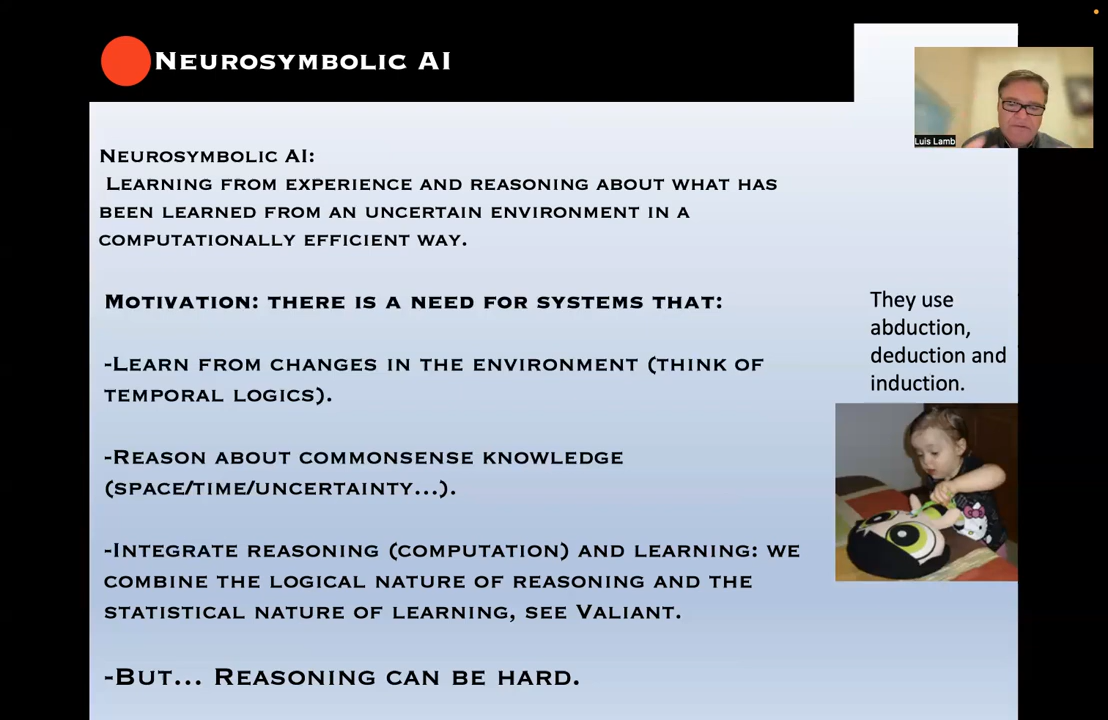 Neurosymbolic AI
Luis Lamb
Neurosymbolic AI:
Learning from experience and reasoning about what has
been learned from an uncertain environment in a
computationally efficient way.
Motivation: there is a need for systems that:
-Learn from changes in the environment (think of
temporal logics).
-Reason about commonsense knowledge
(space/time/uncertainty...).
-Integrate reasoning (computation) and learning: we
combine the logical nature of reasoning and the
statistical nature of learning, see Valiant.
-But... Reasoning can be hard.
They use
abduction,
deduction and
induction.